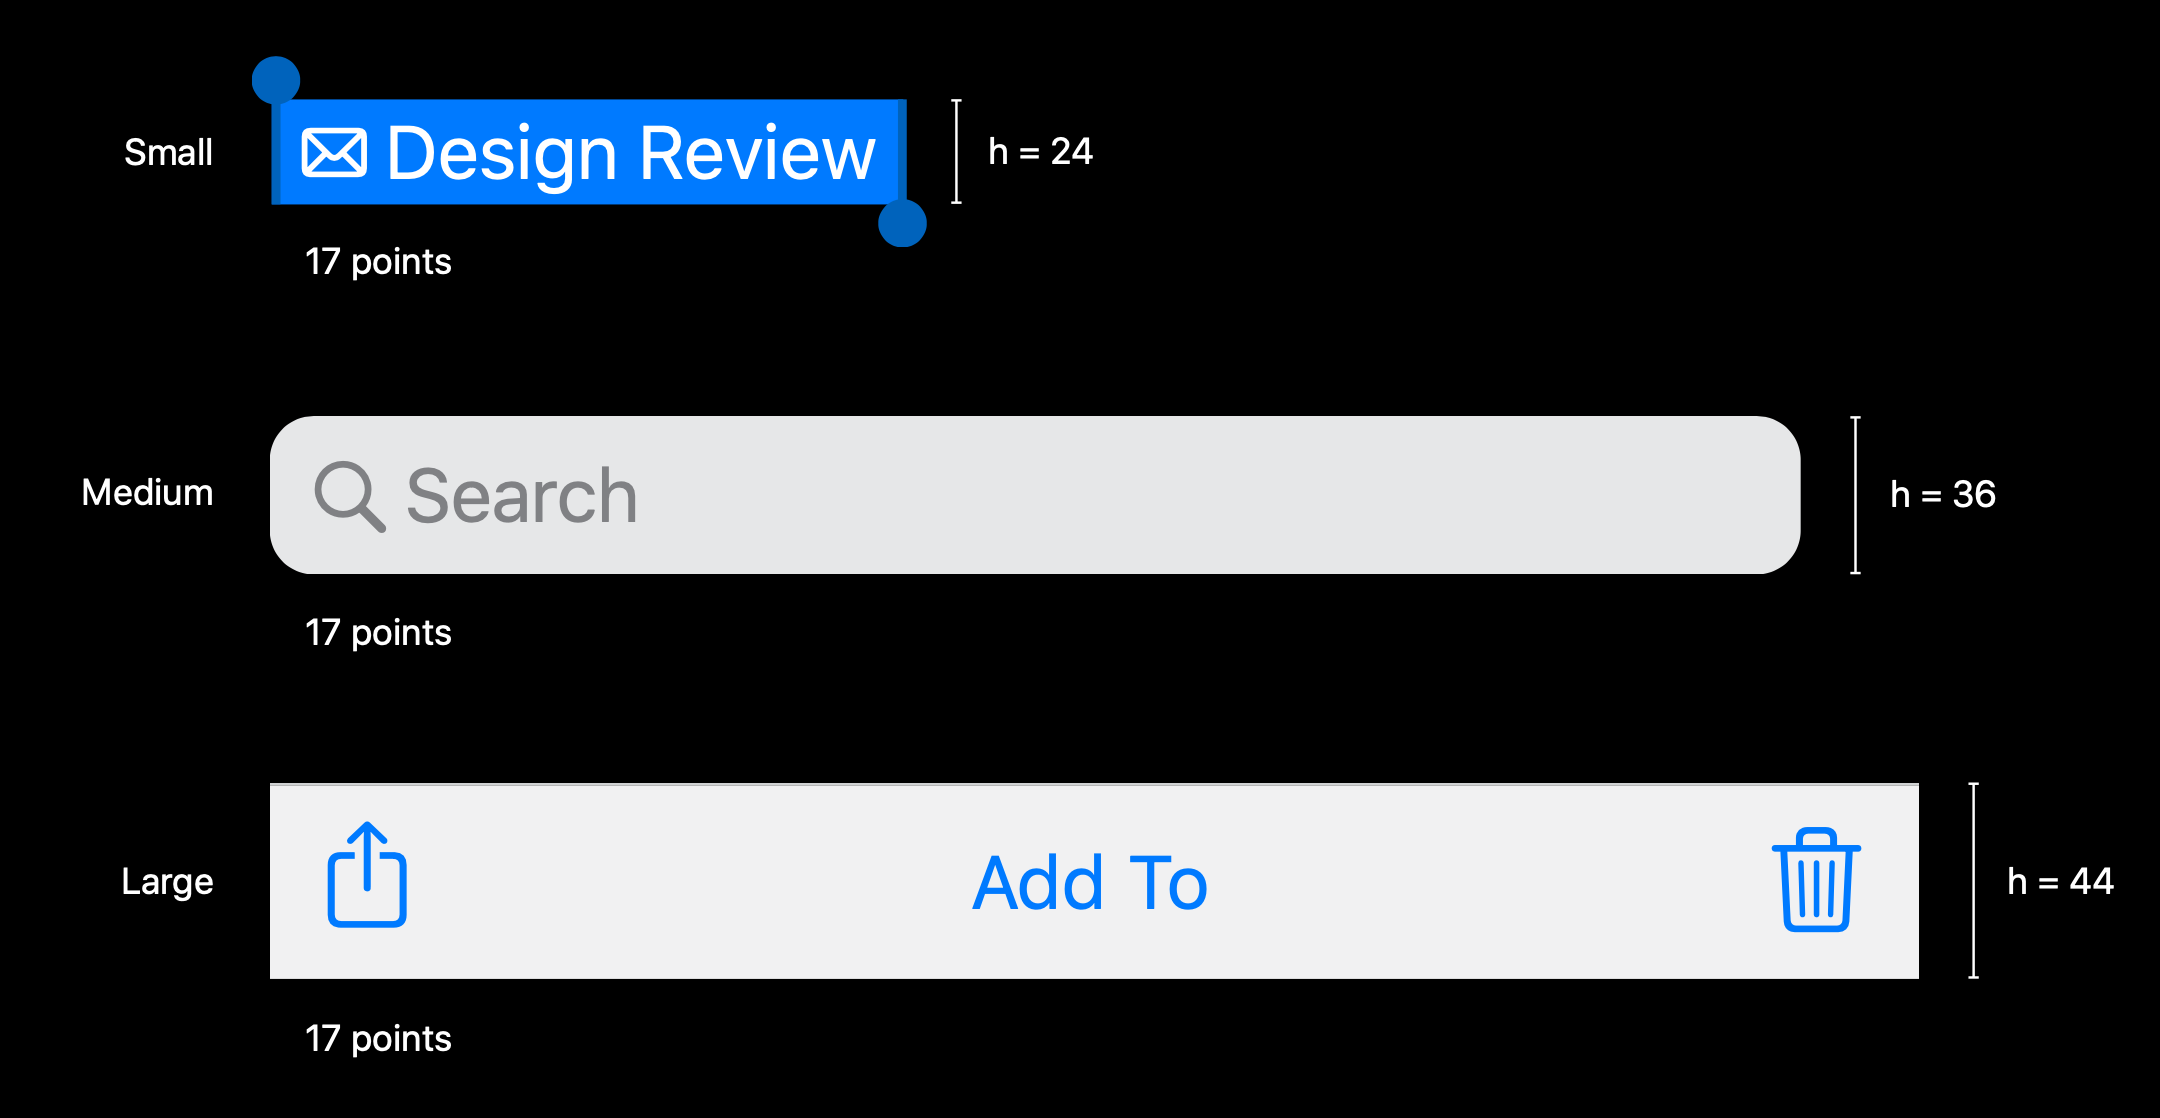 Small
Design Review
h = 24
17 points
Medium
Search
h = 36
17 points
Large
Add To
h = 44
17 points